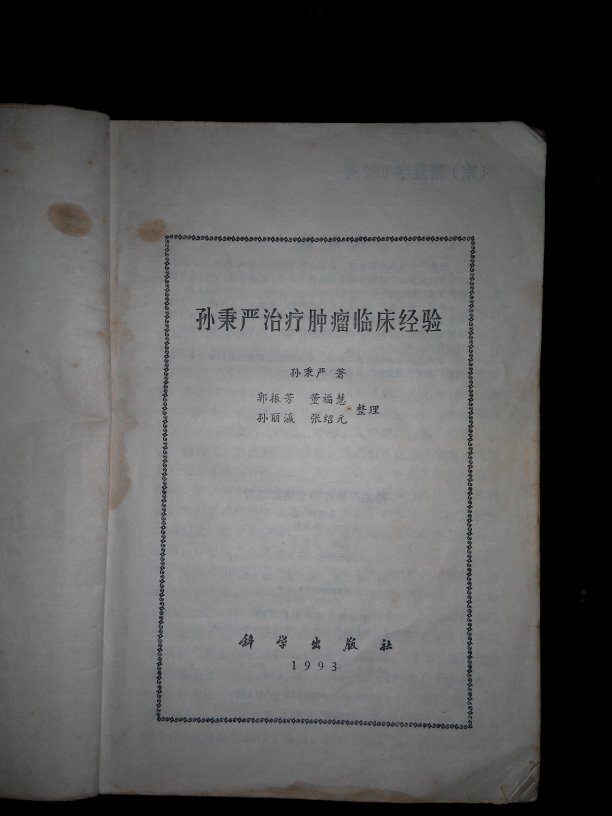 孙秉严治疗肿瘤临床经验
孙秉严 著
郭振芳 董福慧
孙丽瀛 张绍元
整理
科学出版社
1993